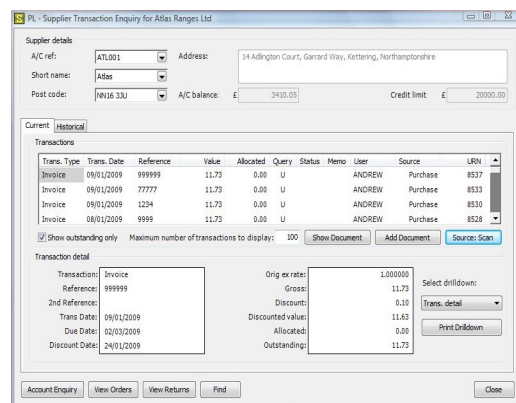 PL - Supplier Transaction Enquiry for Atlas Ranges Ltd
Supplier details
A/C ref: ATL001 Address: 14 Adlington Court, Garrard Way, Kettering, Northamptonshire
Short name: Atlas
Post code: NN16 3JU A/C balance: £ 3410.05 Credit limit £ 20000.00
Current Historical
Transactions
Trans. Type Trans. Date Reference Value Allocated Query Status Memo User Source URN
Invoice 09/01/2009 999999 11.73 0.00 U ANDREW Purchase 8537
Invoice 09/01/2009 77777 11.73 0.00 U ANDREW Purchase 8533
Invoice 09/01/2009 1234 11.73 0.00 U ANDREW Purchase 8530
Invoice 08/01/2009 9999 11.73 0.00 U ANDREW Purchase 8528
Show outstanding only Maximum number of transactions to display: 100 Show Document Add Document Source: Scan
Transaction detail
Transaction: Invoice Orig ex rate: 1.000000
Reference: 999999 Gross: 11.73 Select drilldown:
2nd Reference: Discount: 0.10 Trans. detail
Trans Date: 09/01/2009 Discounted value: 11.63
Due Date: 02/03/2009 Allocated: 0.00 Print Drilldown
Discount Date: 24/01/2009 Outstanding: 11.73
Account Enquiry View Orders View Returns Find Close